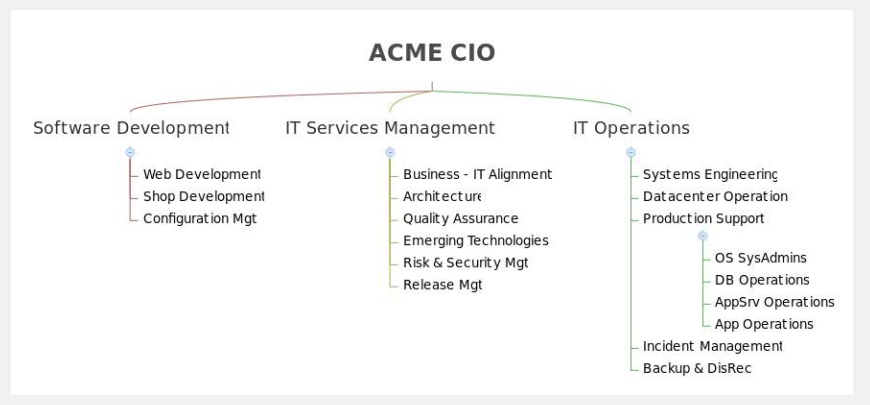 ACME CIO
Software Development
Web Development
Shop Development
Configuration Mgt
IT Services Management
Business - IT Alignment
Architecture
Quality Assurance
Emerging Technologies
Risk & Security Mgt
Release Mgt
IT Operations
Systems Engineering
Datacenter Operation
Production Support
OS SysAdmins
DB Operations
AppSrv Operations
App Operations
Incident Management
Backup & DisRec